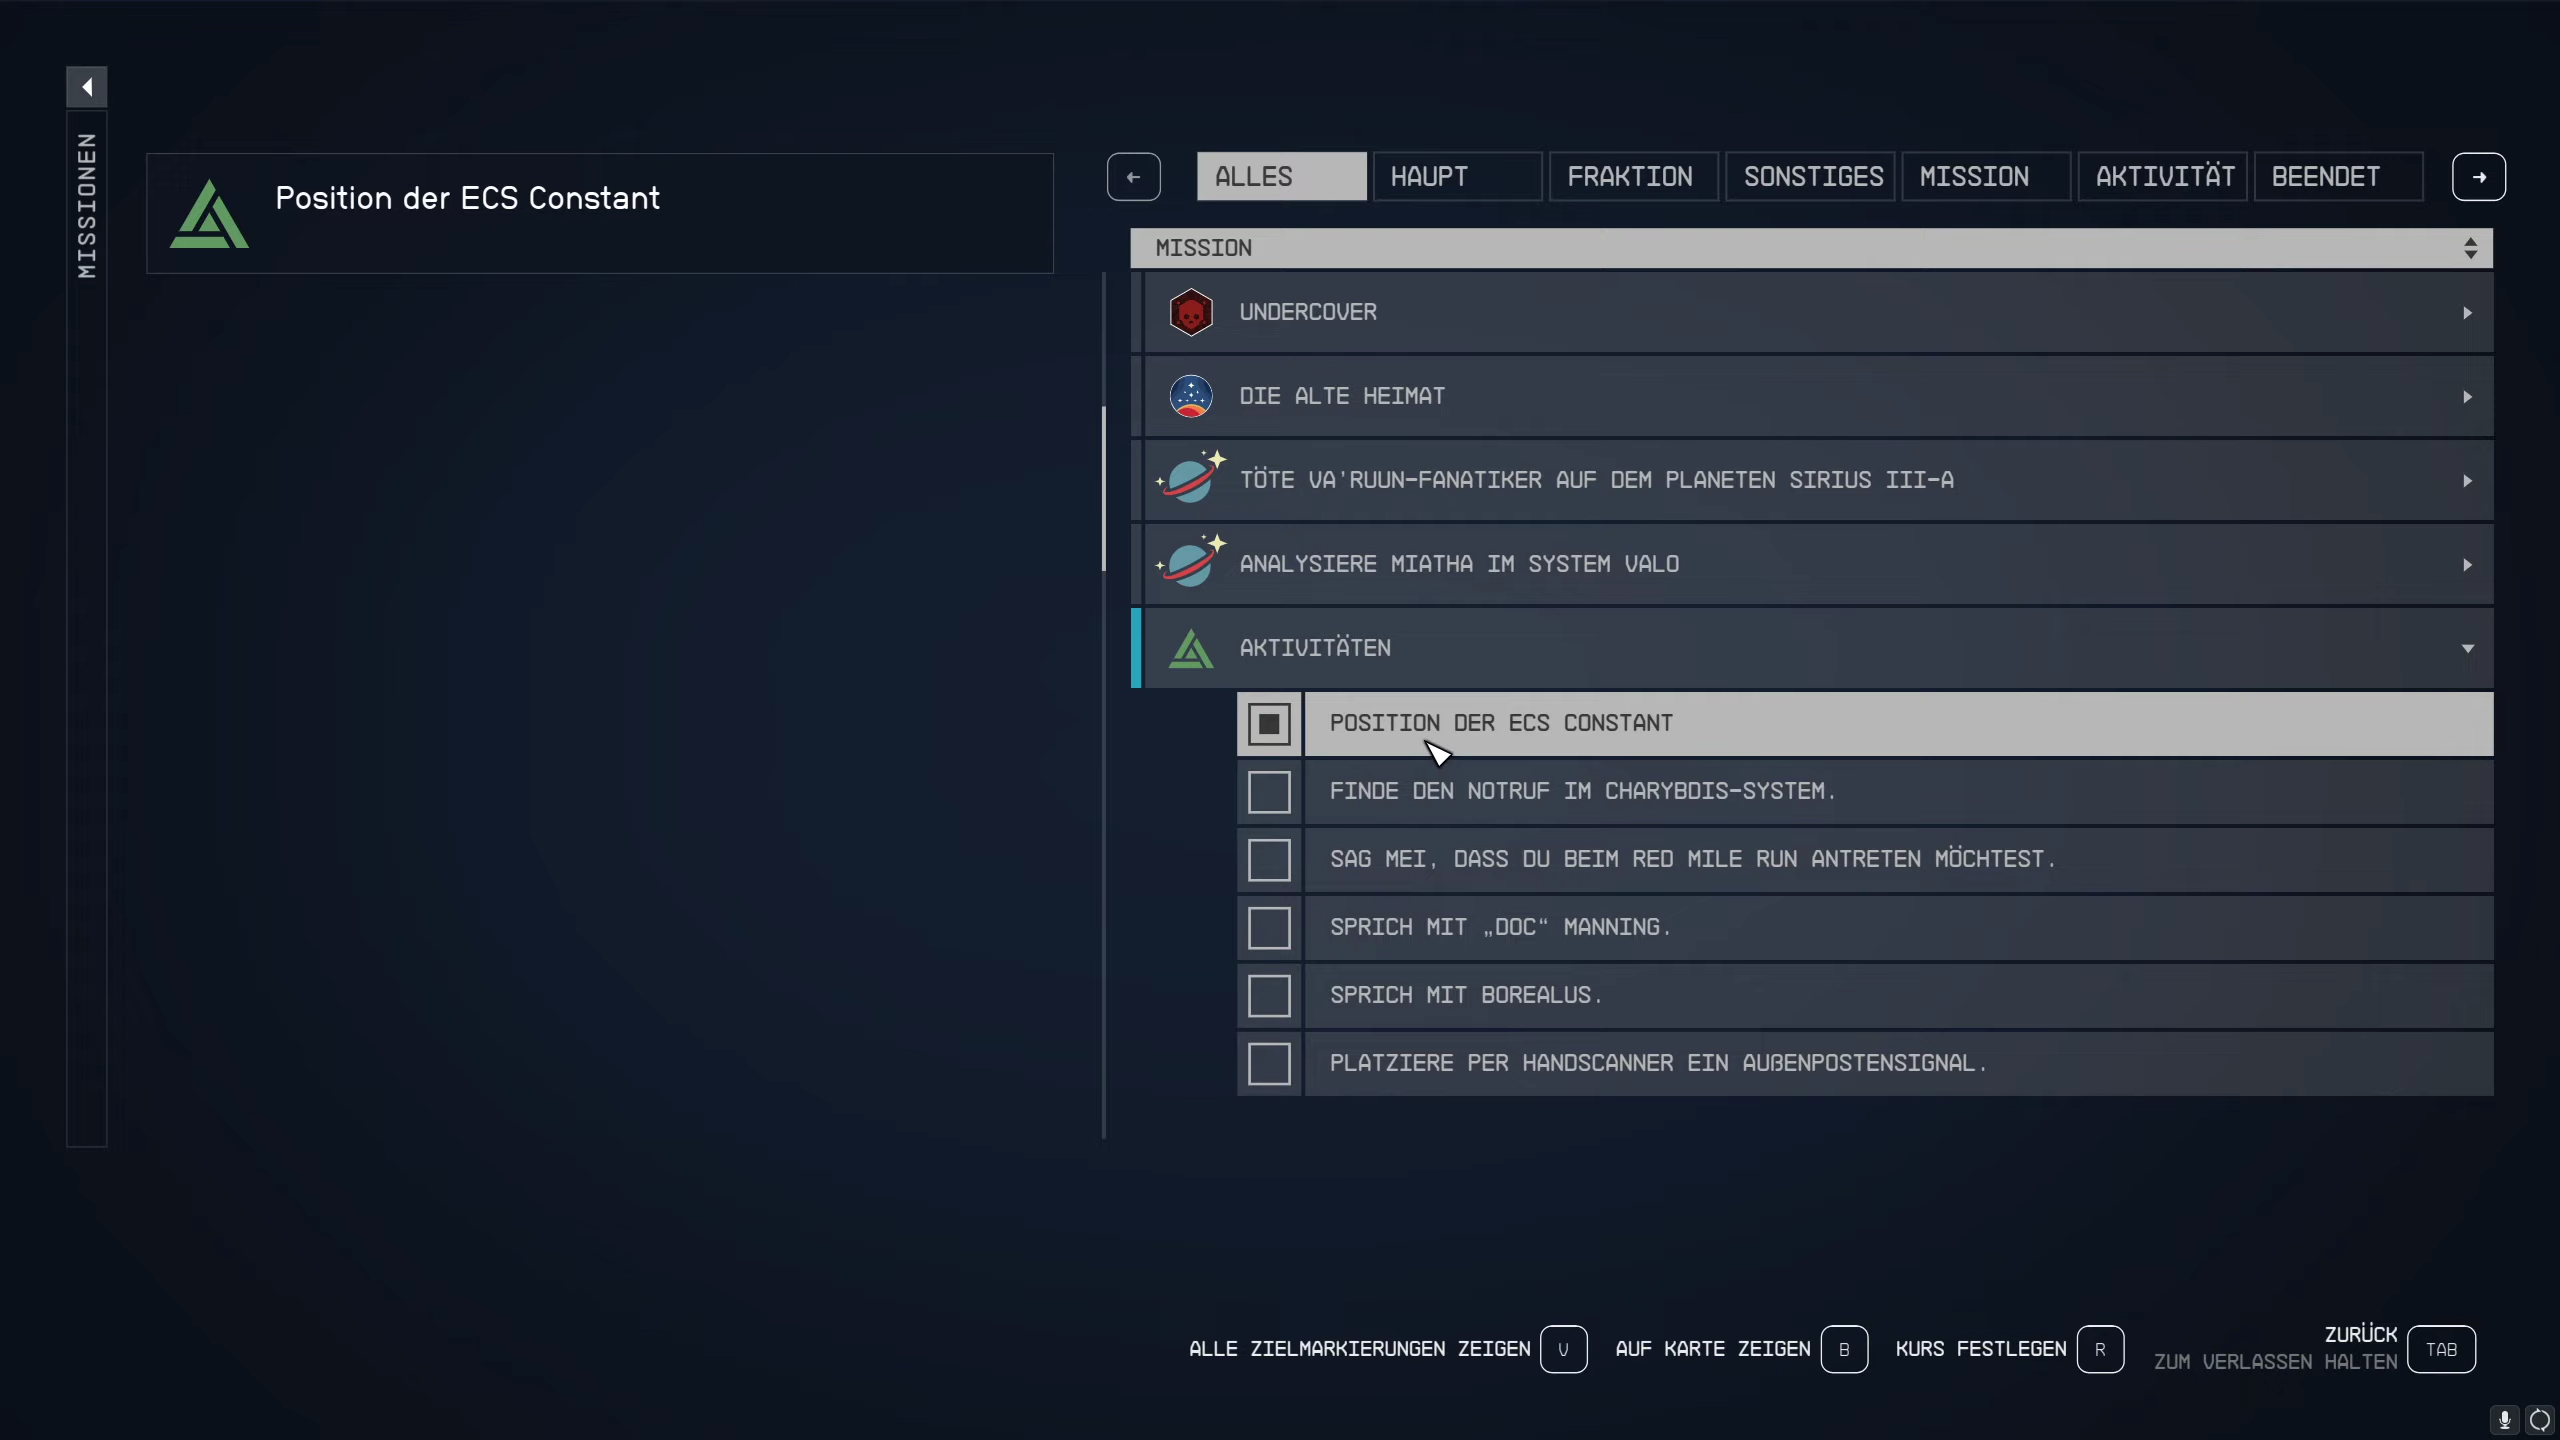 MISSIONEN
Position der ECS Constant
ALLES
HAUPT
FRAKTION
SONSTIGES
MISSION
AKTIVITÄT
BEENDET
MISSION
UNDERCOVER
DIE ALTE HEIMAT
TÖTE VA'RUUN-FANATIKER AUF DEM PLANETEN SIRIUS III-A
ANALYSIERE MIATHA IM SYSTEM VALO
AKTIVITÄTEN
POSITION DER ECS CONSTANT
FINDE DEN NOTRUF IM CHARYBDIS-SYSTEM.
SAG MEI, DASS DU BEIM RED MILE RUN ANTRETEN MÖCHTEST.
SPRICH MIT „DOC“ MANNING.
SPRICH MIT BOREALUS.
PLATZIERE PER HANDSCANNER EIN AUßENPOSTENSIGNAL.
ALLE ZIELMARKIERUNGEN ZEIGEN V
AUF KARTE ZEIGEN B
KURS FESTLEGEN R
ZURÜCK
ZUM VERLASSEN HALTEN TAB